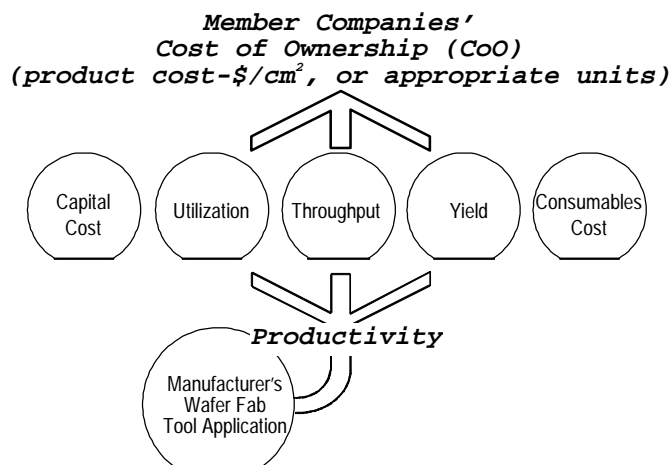 Member Companies'
Cost of Ownership (CoO)
(product cost-$/cm², or appropriate units)
Capital
Cost
Utilization
Throughput
Yield
Consumables
Cost
Productivity
Manufacturer's
Wafer Fab
Tool Application